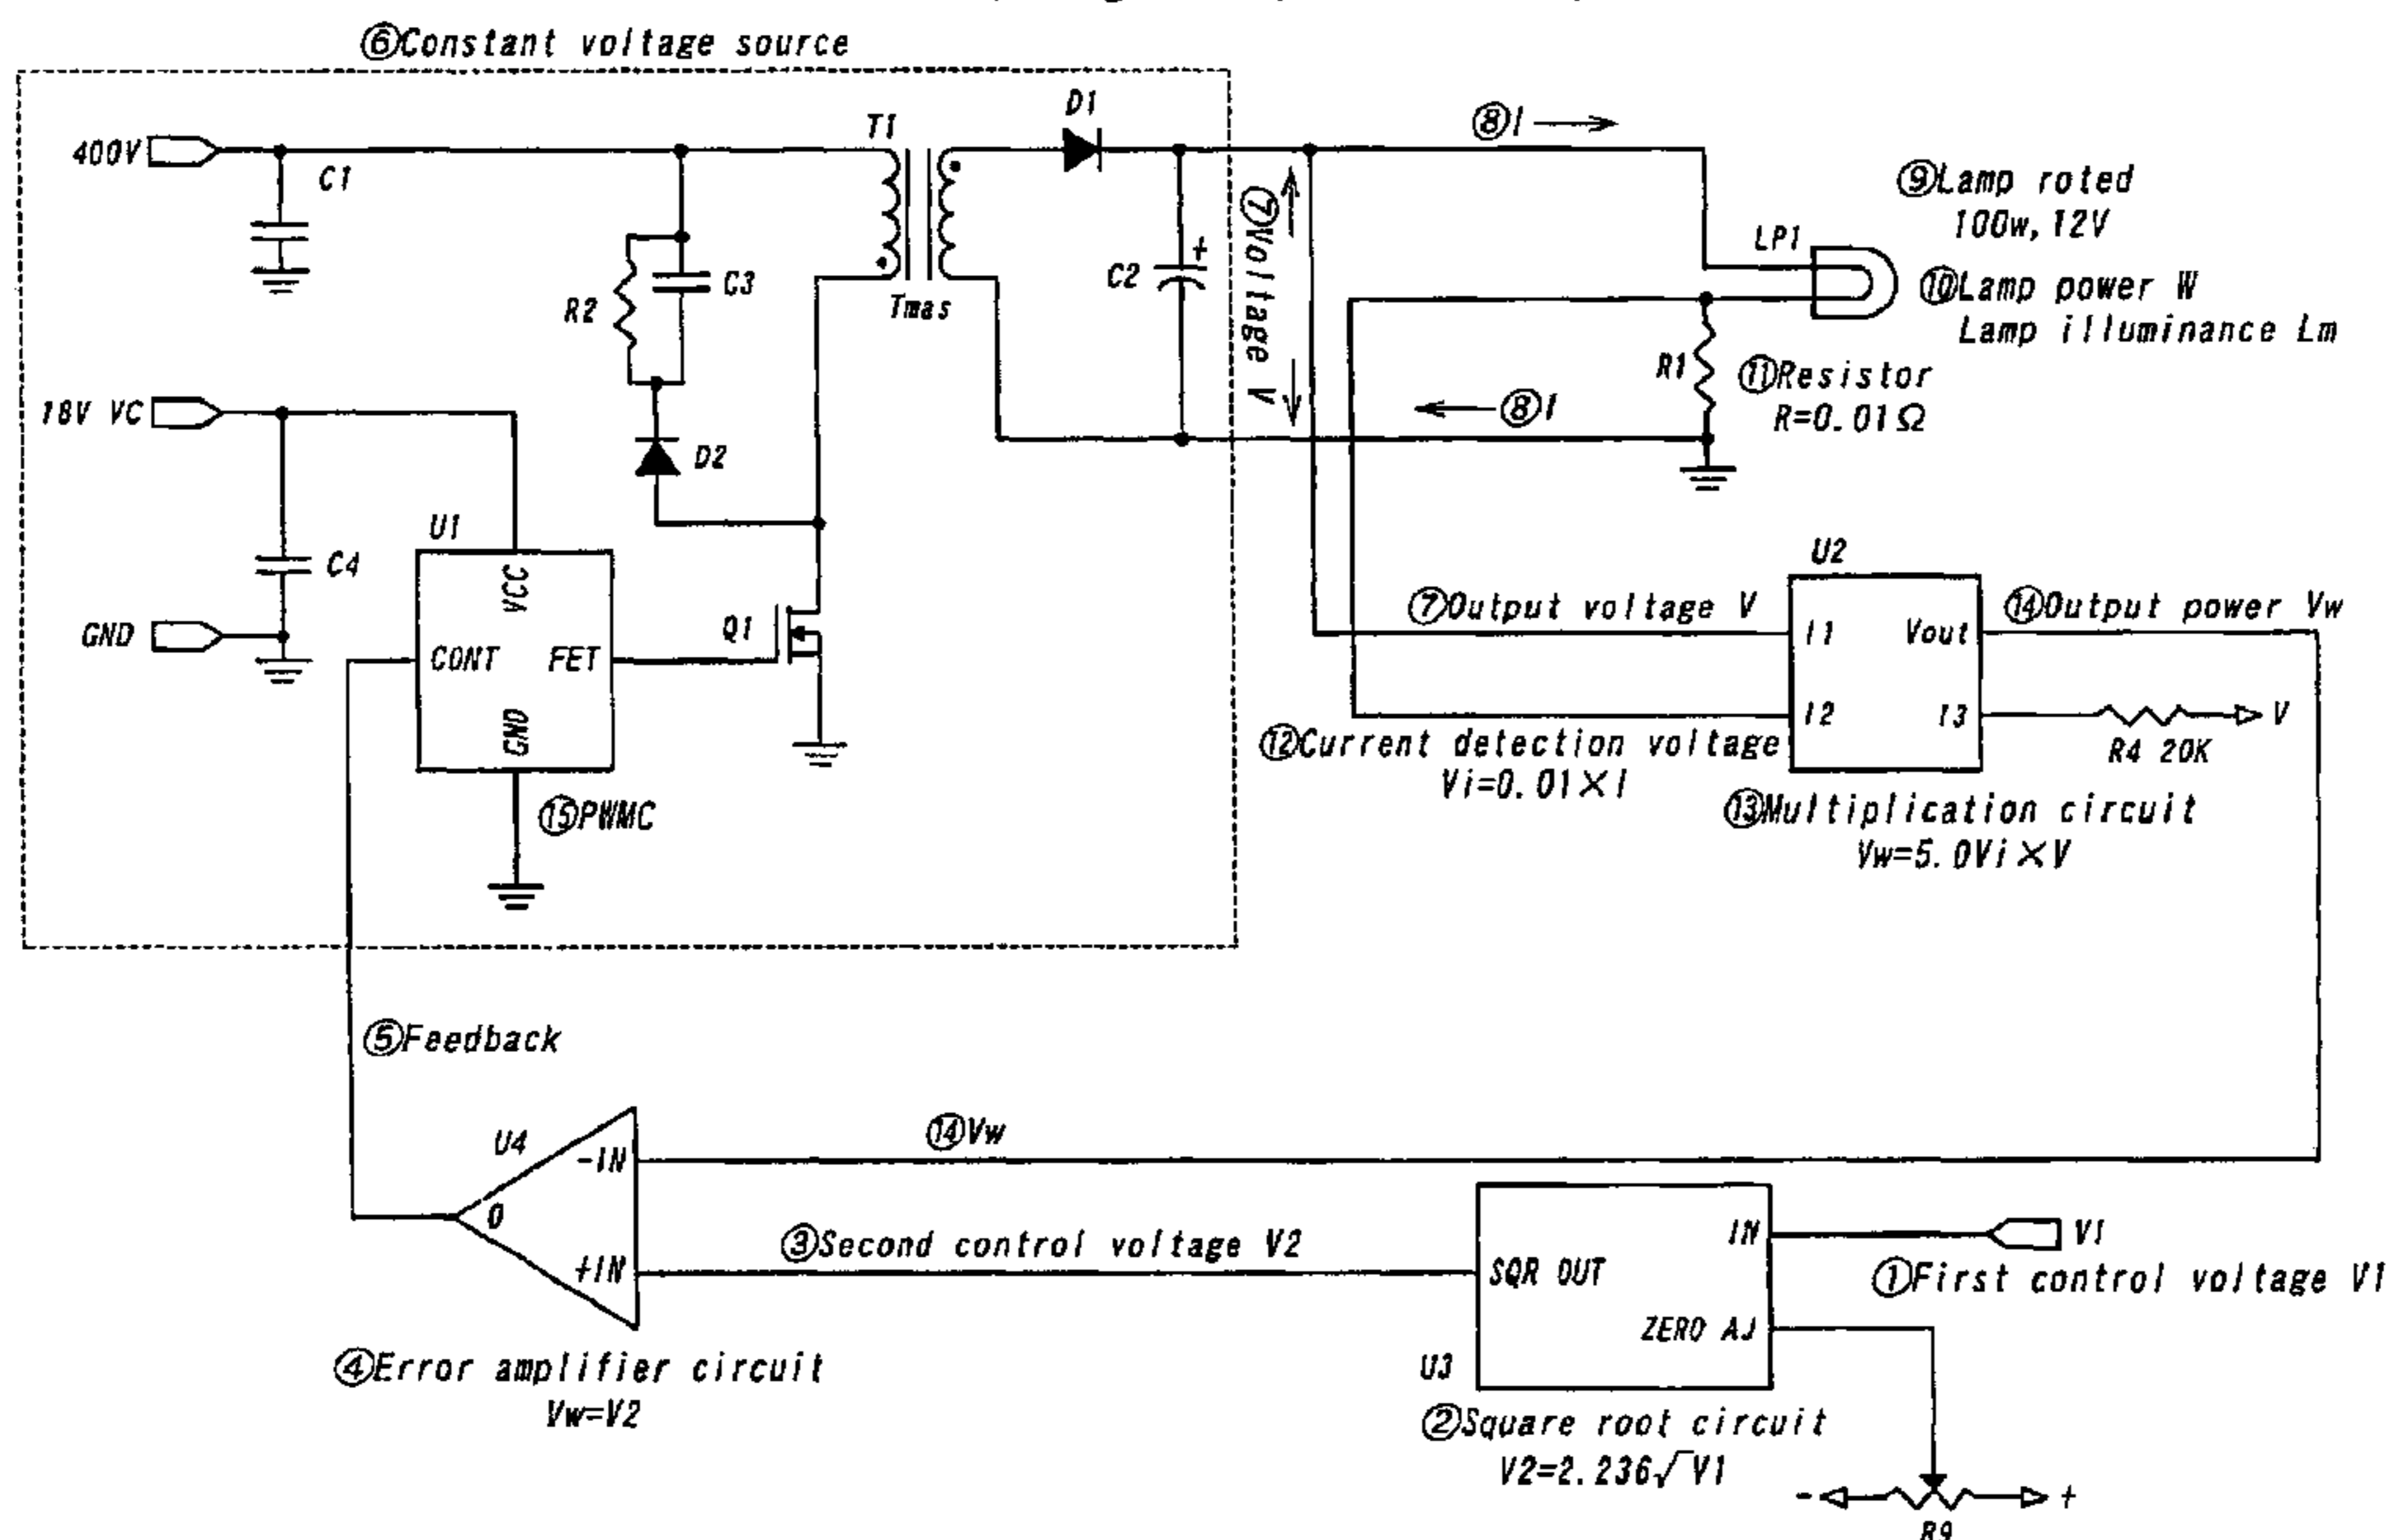 ⑥Constant voltage source
D1
T1
⑧I
400V
C1
⑨Lamp roted
100w, 12V
⑦Voltage V
LP1
C2
+
C3
R2
Tmas
⑩Lamp power W
Lamp illuminance Lm
R1
⑪Resistor
R=0.01Ω
⑧I
18V VC
D2
U1
U2
C4
VCC
⑦Output voltage V
⑭Output power Vw
GND
Q1
I1
Vout
CONT
FET
GND
I2
I3
V
R4 20K
⑫Current detection voltage
Vi=0.01×I
⑬Multiplication circuit
Vw=5.0Vi×V
⑮PWMC
⑤Feedback
U4
-IN
⑭Vw
O
+IN
③Second control voltage V2
SQR OUT
IN
V1
①First control voltage V1
ZERO AJ
U3
④Error amplifier circuit
Vw=V2
②Square root circuit
V2=2.236√V1
-
+
R9